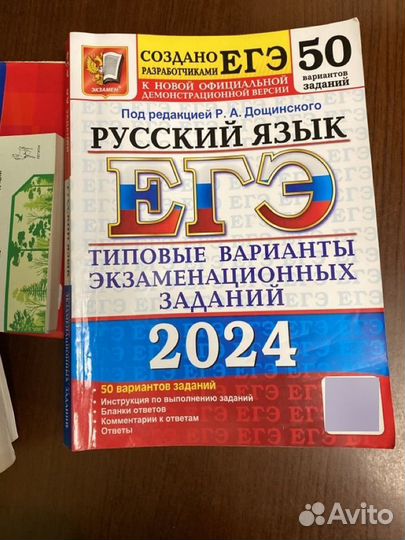 СОЗДАНО
РАЗРАБОТЧИКАМИ
ЕГЭ
К НОВОЙ ОФИЦИАЛЬНОЙ
ДЕМОНСТРАЦИОННОЙ ВЕРСИИ
50
вариантов
заданий
ЭКЗАМЕН
Под редакцией Р. А. Дощинского
РУССКИЙ ЯЗЫК
ЕГЭ
ТИПОВЫЕ ВАРИАНТЫ
ЭКЗАМЕНАЦИОННЫХ
ЗАДАНИЙ
2024
50 вариантов заданий
• Инструкция по выполнению заданий
• Бланки ответов
• Комментарии к ответам
• Ответы
Avito